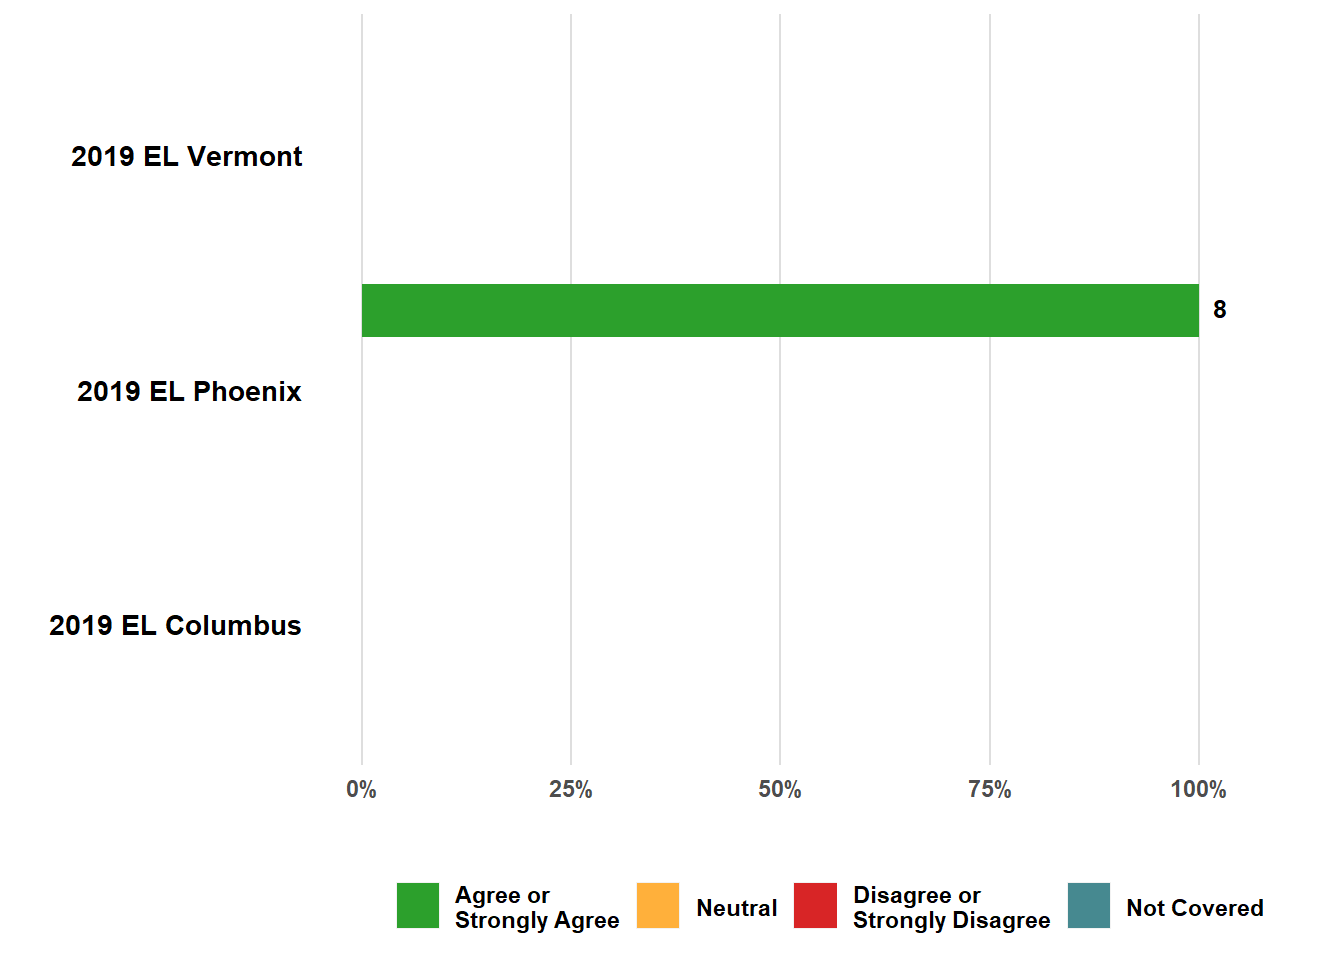 2019 EL Vermont
8
2019 EL Phoenix
2019 EL Columbus
0%
25%
50%
75%
100%
Agree or
Strongly Agree
Neutral
Disagree or
Strongly Disagree
Not Covered